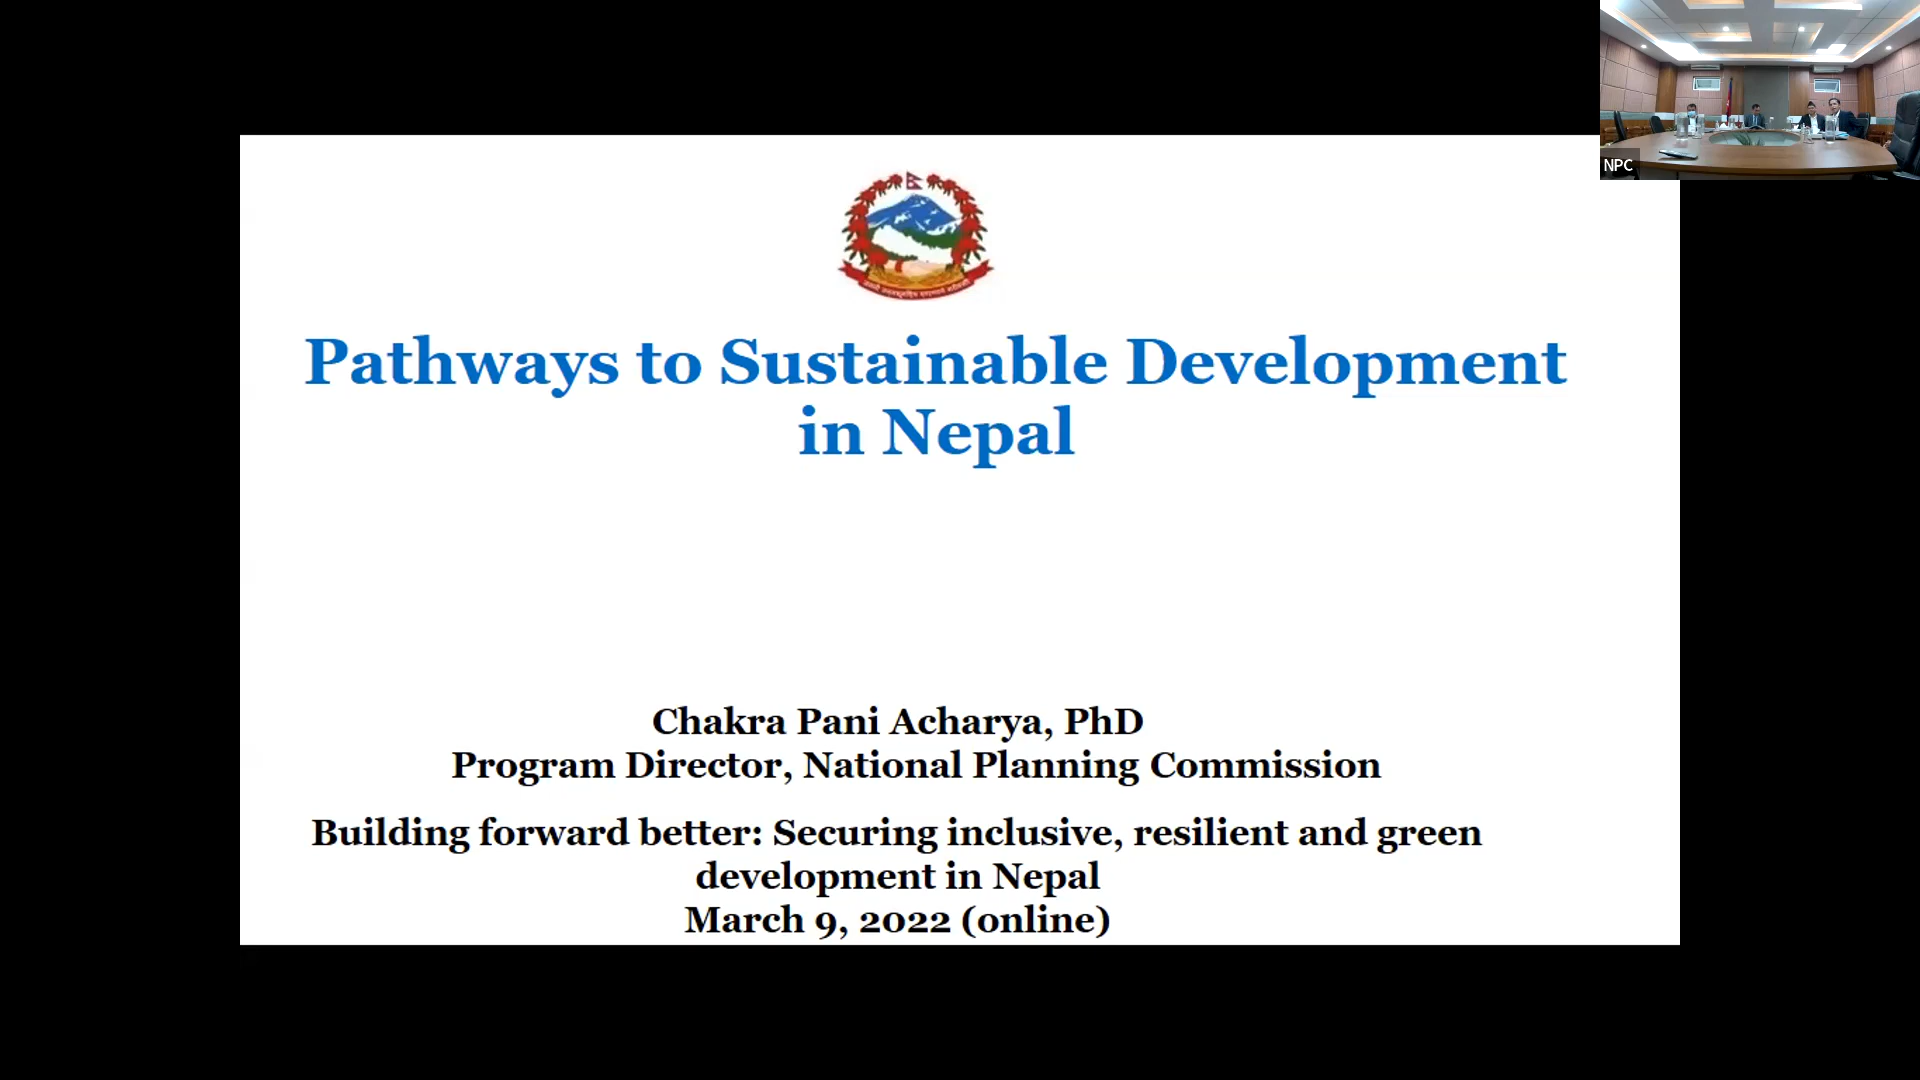 Pathways to Sustainable Development
in Nepal
Chakra Pani Acharya, PhD
Program Director, National Planning Commission
Building forward better: Securing inclusive, resilient and green
development in Nepal
March 9, 2022 (online)
NPC